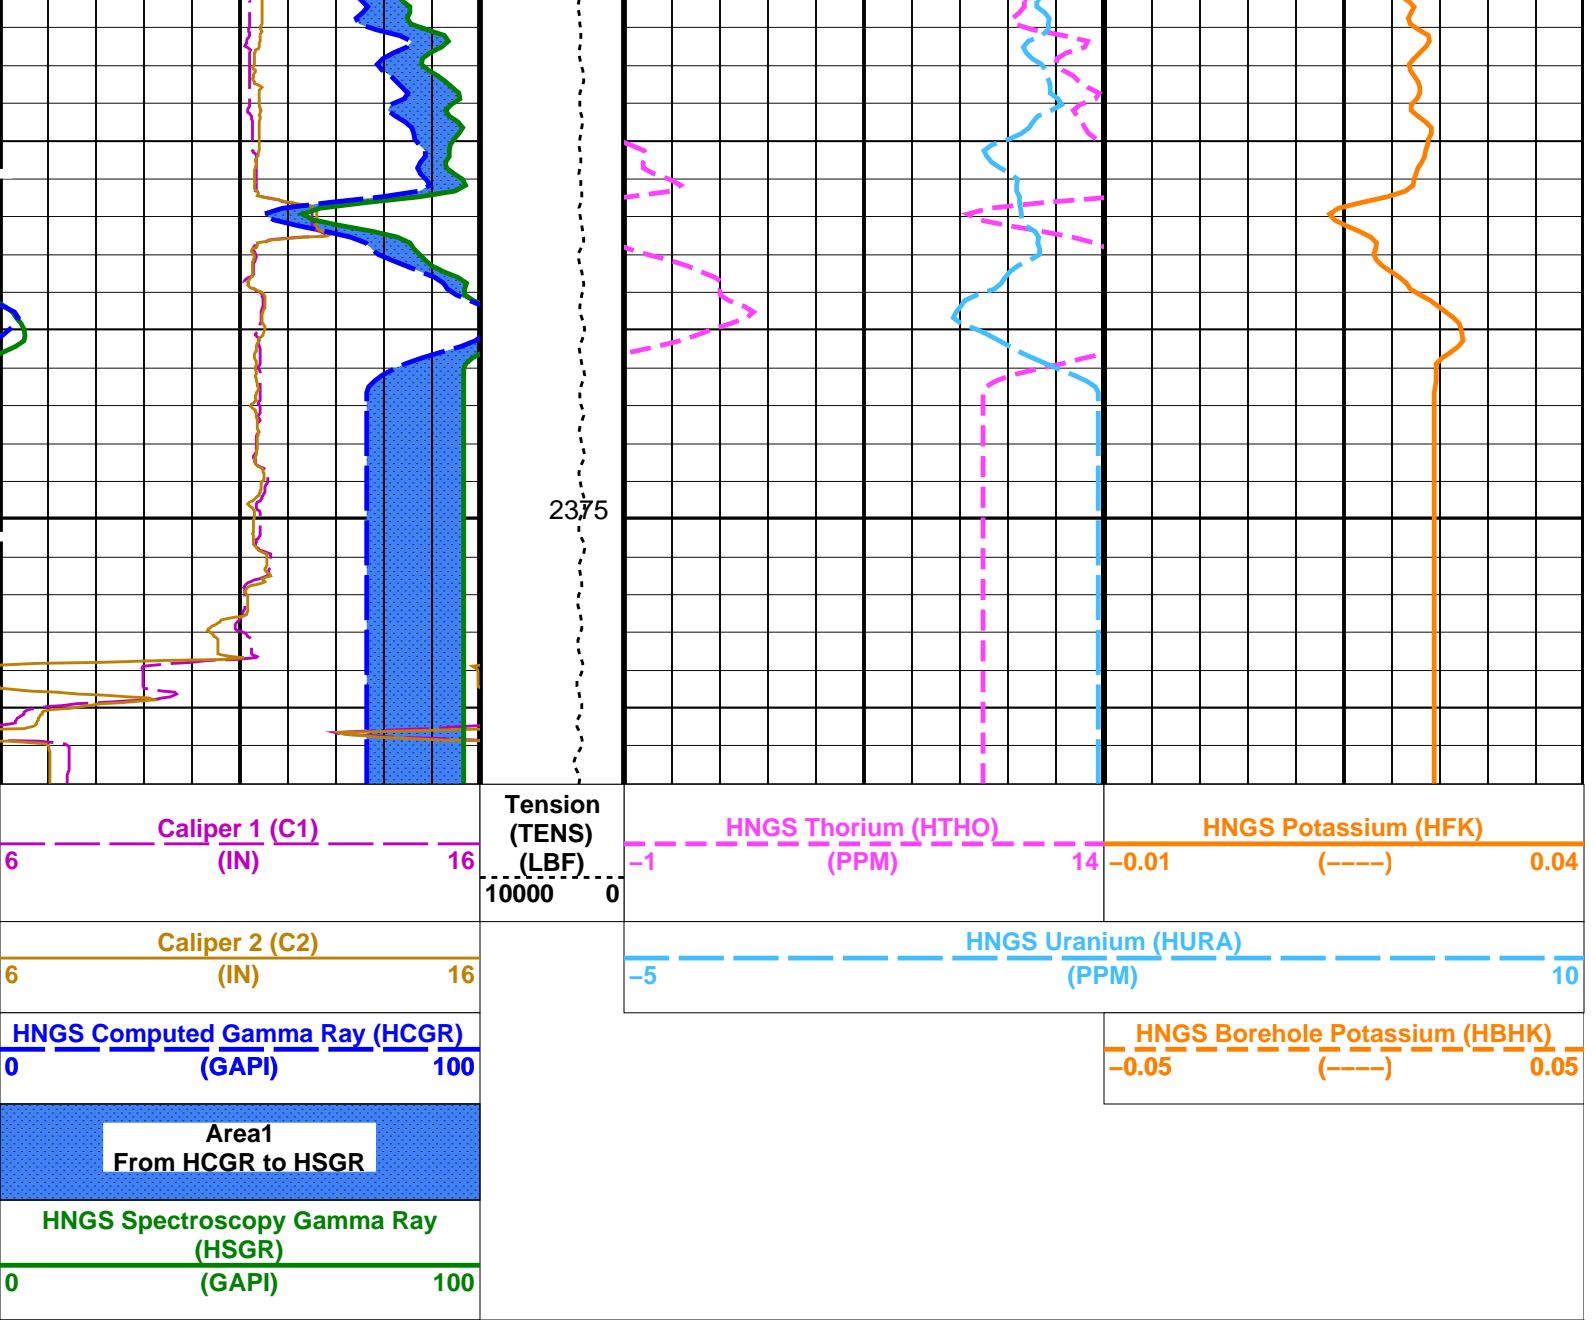 2375
Caliper 1 (C1)
6 (IN) 16
Tension
(TENS)
(LBF)
10000 0
HNGS Thorium (HTHO)
−1 (PPM) 14
HNGS Potassium (HFK)
−0.01 (−−−−) 0.04
Caliper 2 (C2)
6 (IN) 16
HNGS Uranium (HURA)
−5 (PPM) 10
HNGS Computed Gamma Ray (HCGR)
0 (GAPI) 100
HNGS Borehole Potassium (HBHK)
−0.05 (−−−−) 0.05
Area1
From HCGR to HSGR
HNGS Spectroscopy Gamma Ray
(HSGR)
0 (GAPI) 100